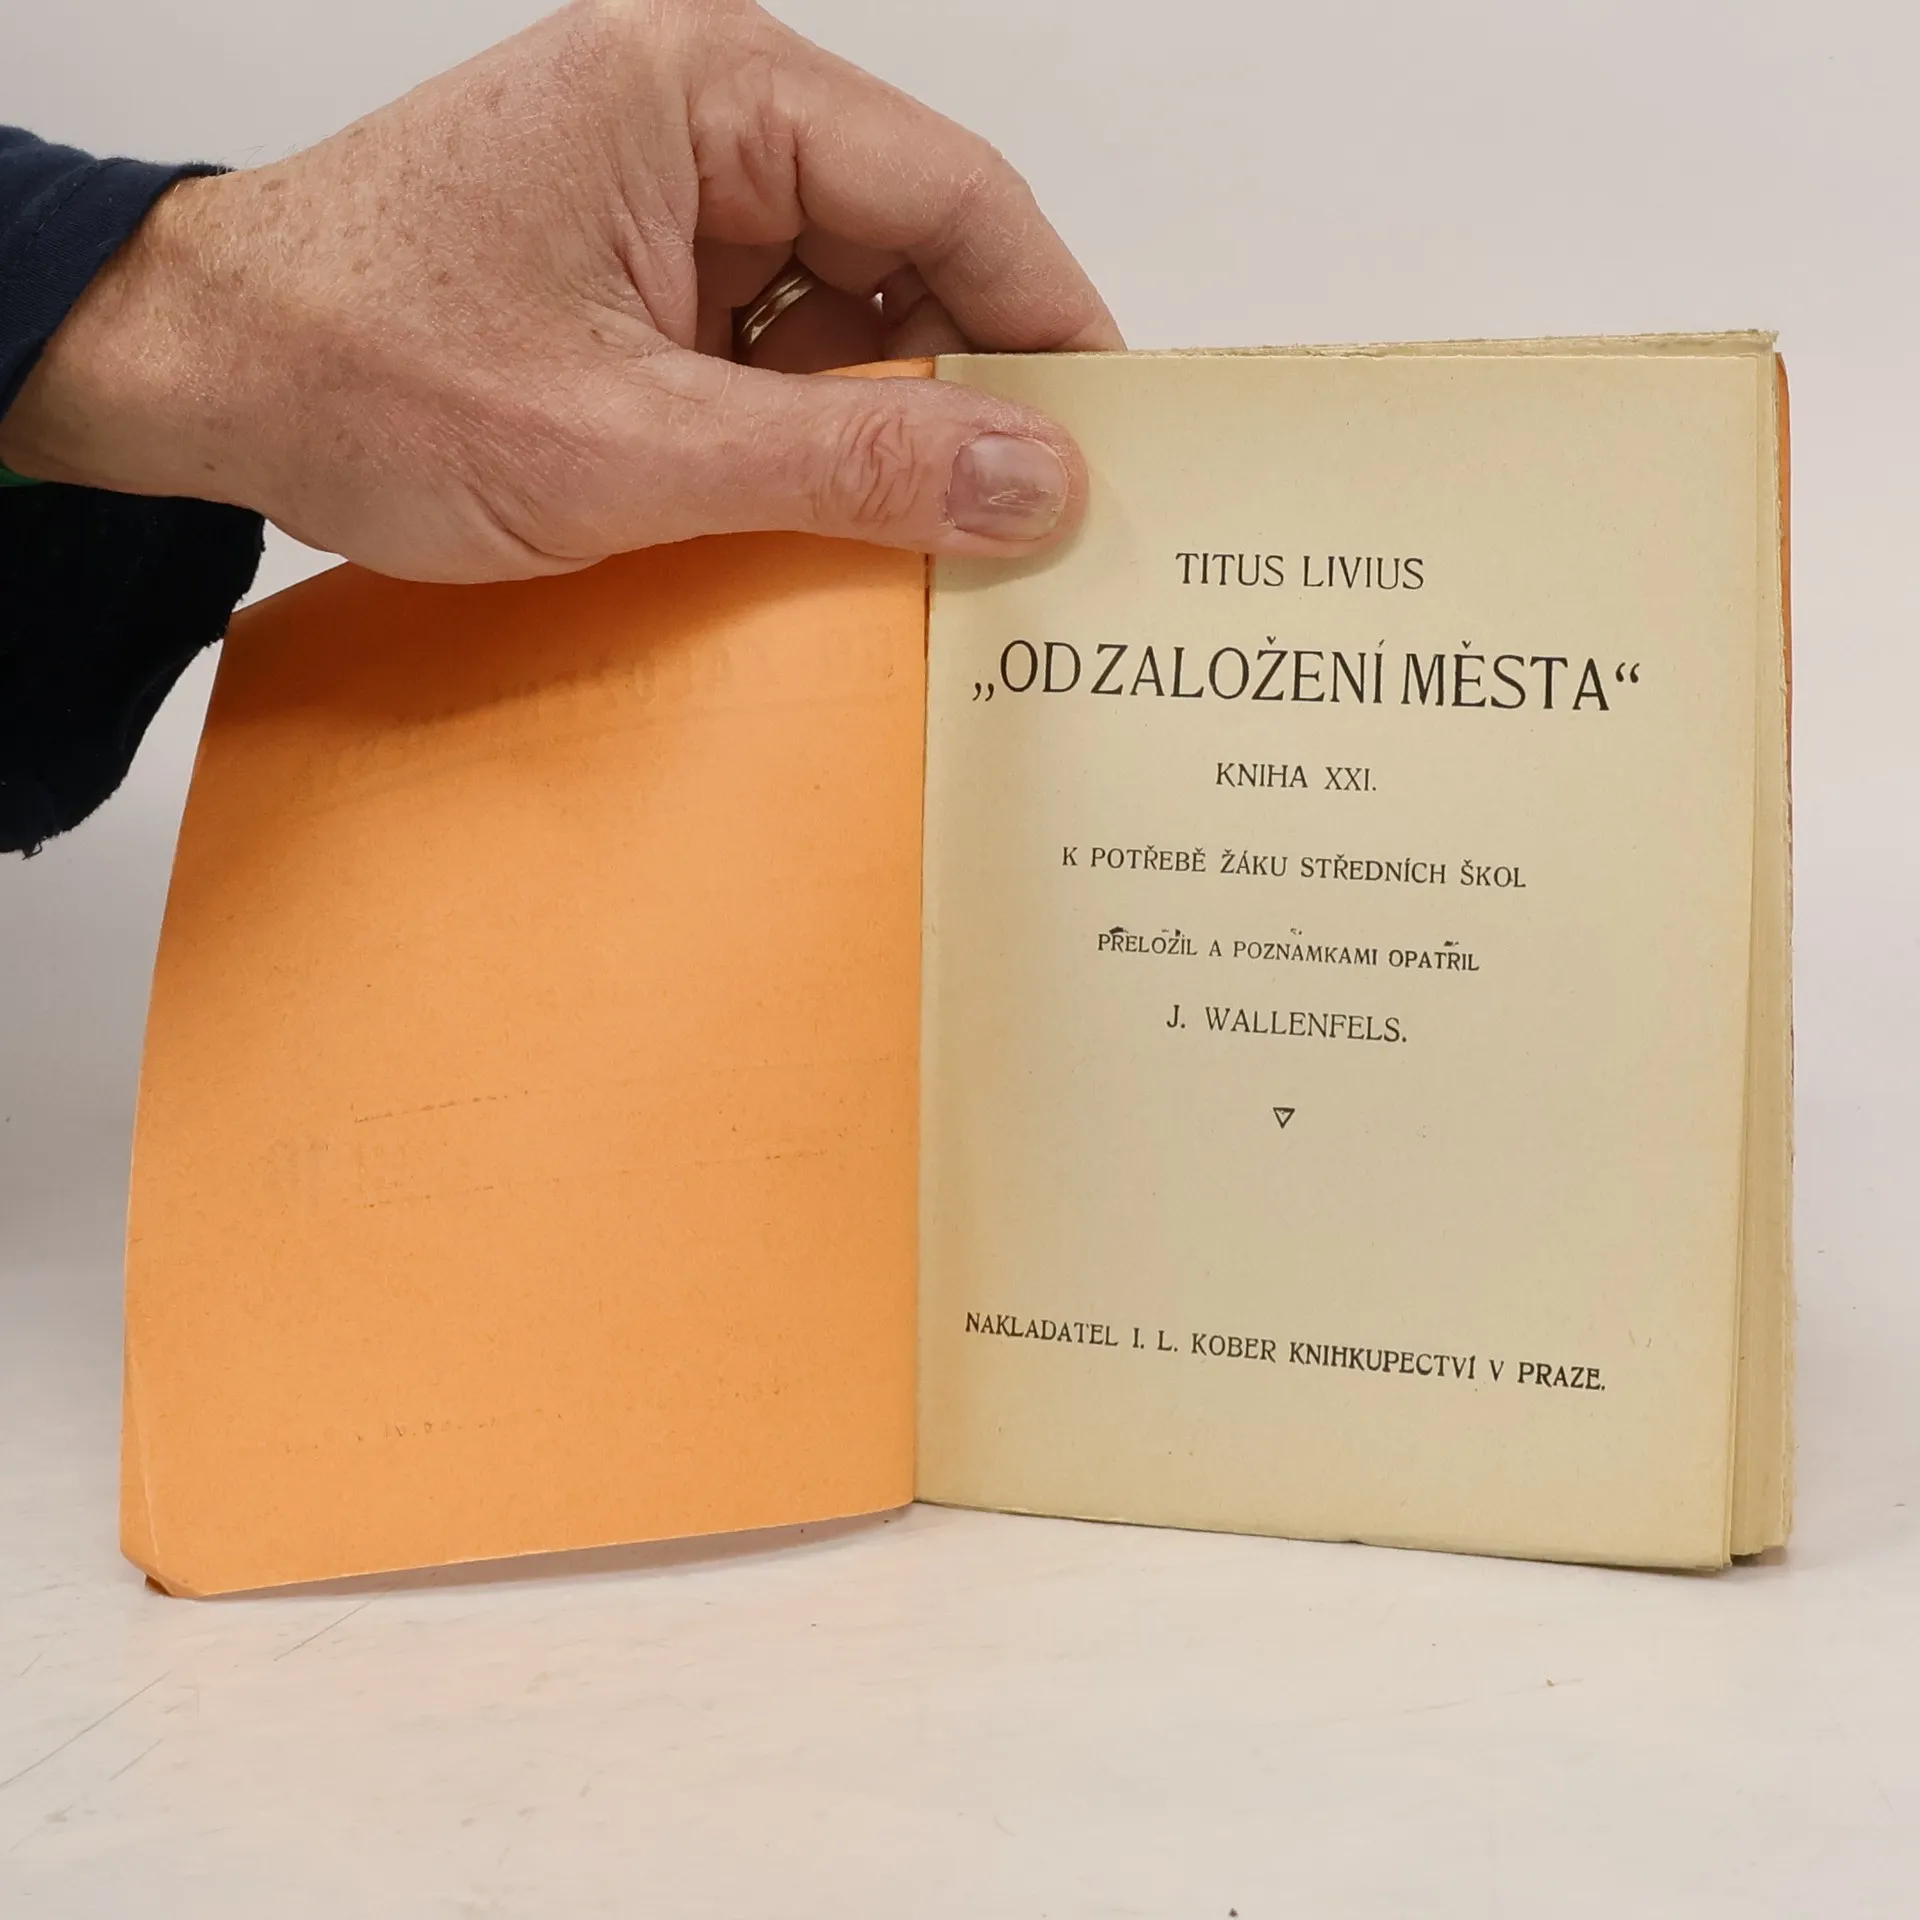 TITUS LIVIUS
„OD ZALOŽENÍ MĚSTA“
KNIHA XXI.
K POTŘEBĚ ŽÁKU STŘEDNÍCH ŠKOL
PŘELOŽIL A POZNÁMKAMI OPATŘIL
J. WALLENFELS.
NAKLADATEL I. L. KOBER KNIHKUPECTVÍ V PRAZE.